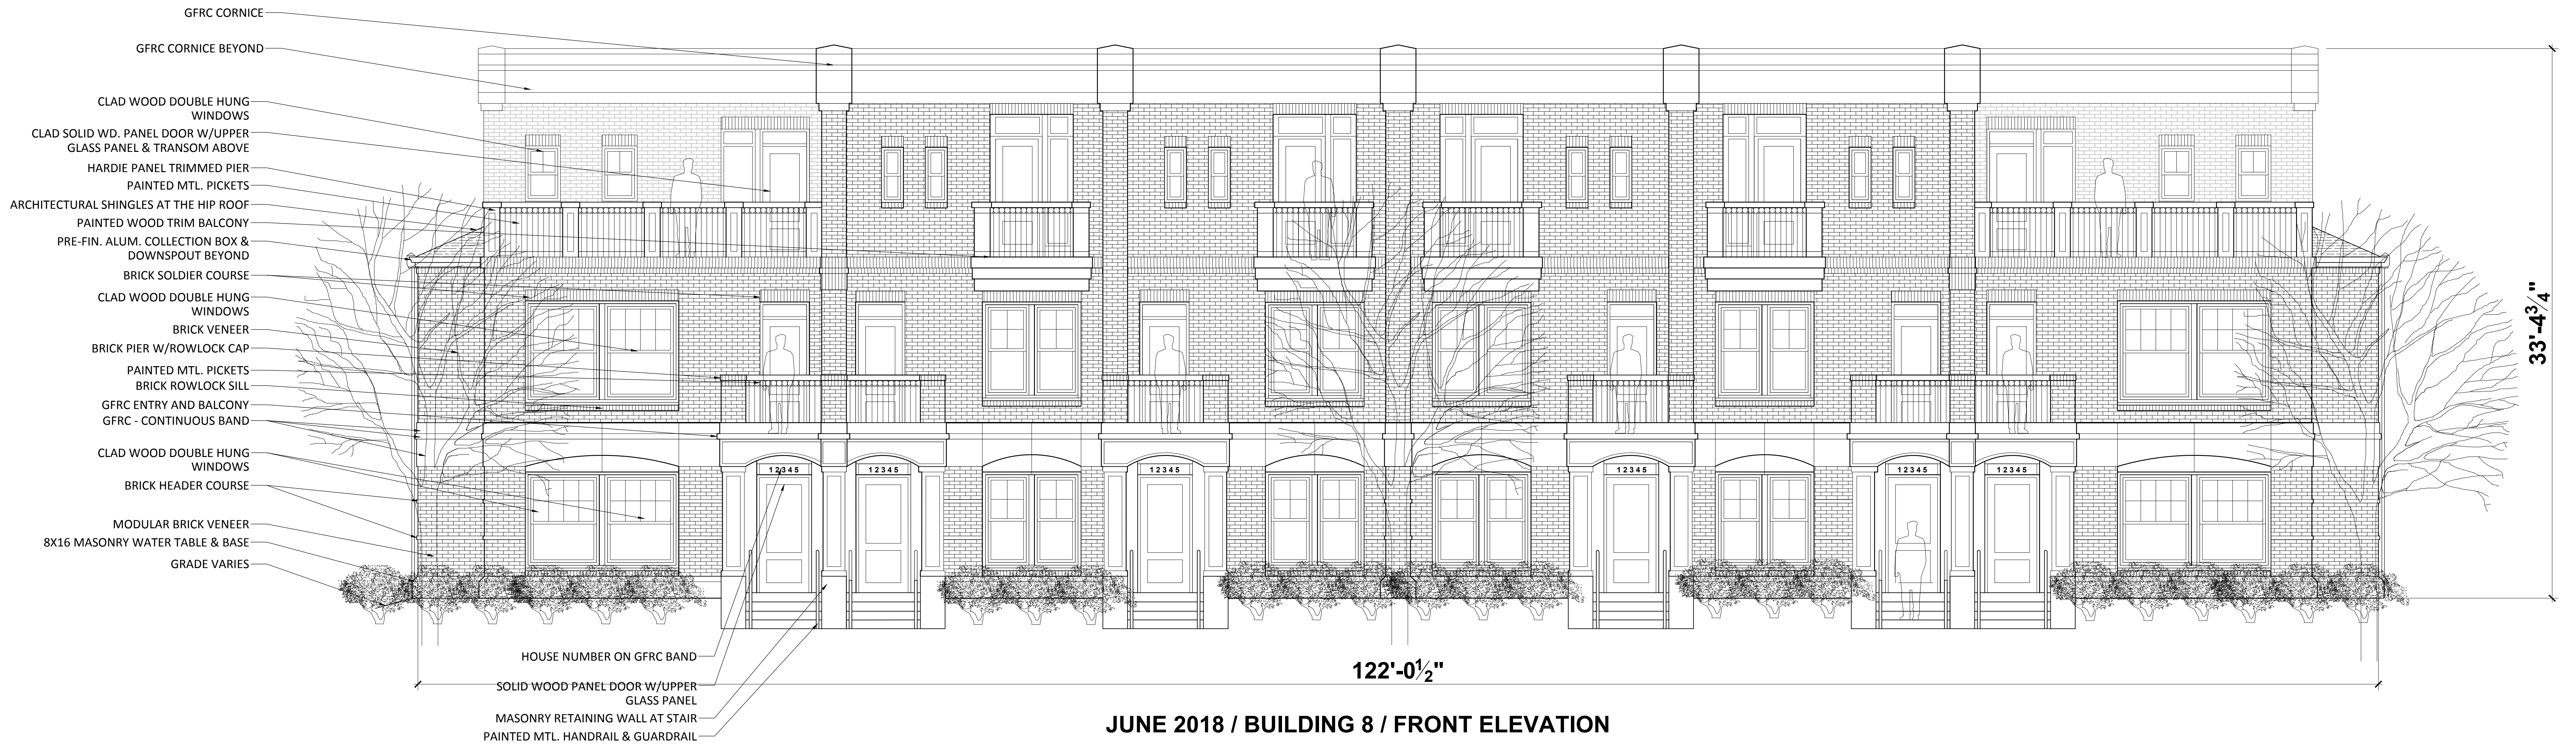 GFRC CORNICE
GFRC CORNICE BEYOND
CLAD WOOD DOUBLE HUNG
WINDOWS
CLAD SOLID WD. PANEL DOOR W/UPPER
GLASS PANEL & TRANSOM ABOVE
HARDIE PANEL TRIMMED PIER
PAINTED MTL. PICKETS
ARCHITECTURAL SHINGLES AT THE HIP ROOF
PAINTED WOOD TRIM BALCONY
PRE-FIN. ALUM. COLLECTION BOX &
DOWNSPOUT BEYOND
BRICK SOLDIER COURSE
CLAD WOOD DOUBLE HUNG
WINDOWS
BRICK VENEER
BRICK PIER W/ROWLOCK CAP
PAINTED MTL. PICKETS
BRICK ROWLOCK SILL
GFRC ENTRY AND BALCONY
GFRC - CONTINUOUS BAND
CLAD WOOD DOUBLE HUNG
WINDOWS
BRICK HEADER COURSE
MODULAR BRICK VENEER
8X16 MASONRY WATER TABLE & BASE
GRADE VARIES
12345
12345
12345
12345
12345
12345
33'-4¾"
HOUSE NUMBER ON GFRC BAND
SOLID WOOD PANEL DOOR W/UPPER
GLASS PANEL
MASONRY RETAINING WALL AT STAIR
PAINTED MTL. HANDRAIL & GUARDRAIL
122'-0½"
JUNE 2018 / BUILDING 8 / FRONT ELEVATION